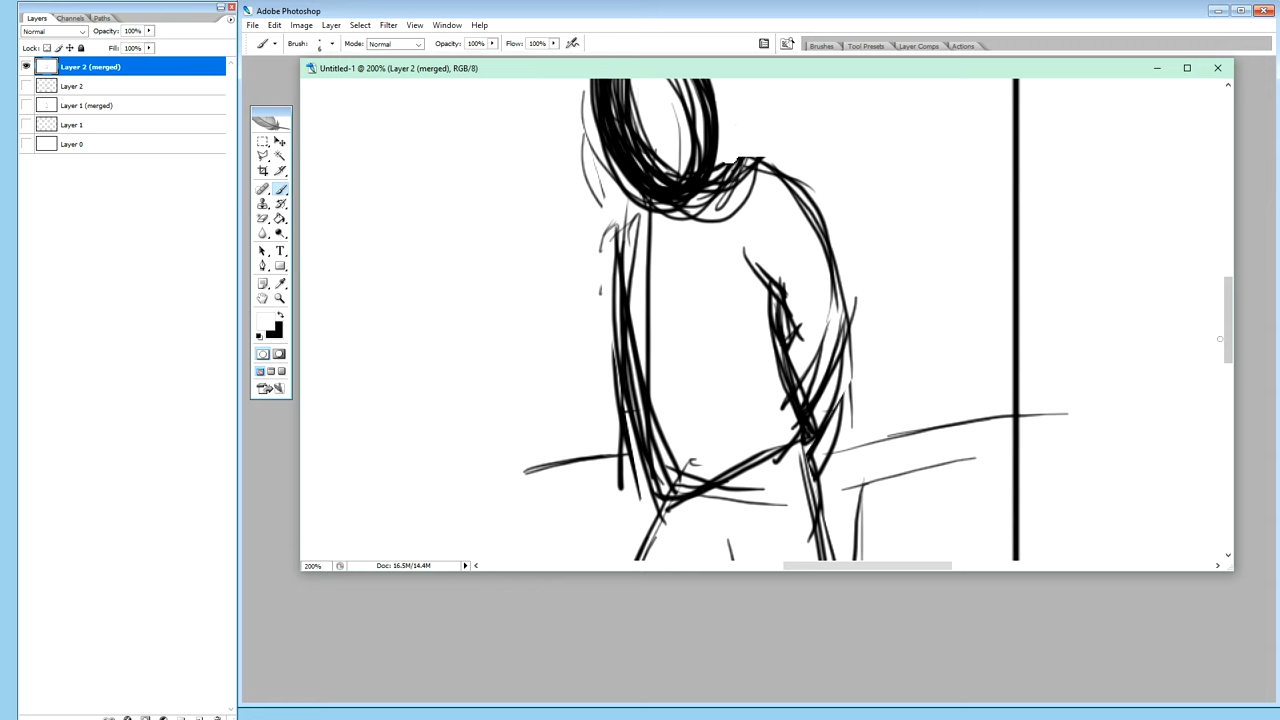 Layers Channels Paths
Normal Opacity: 100%
Lock: Fill: 100%
Layer 2 (merged)
Layer 2
Layer 1 (merged)
Layer 1
Layer 0
Adobe Photoshop
File Edit Image Layer Select Filter View Window Help
Brush: 6 Mode: Normal Opacity: 100% Flow: 100% Brushes Tool Presets Layer Comps Actions
Untitled-1 @ 200% (Layer 2 (merged), RGB/8)
T
200% Doc: 16.5M/14.4M